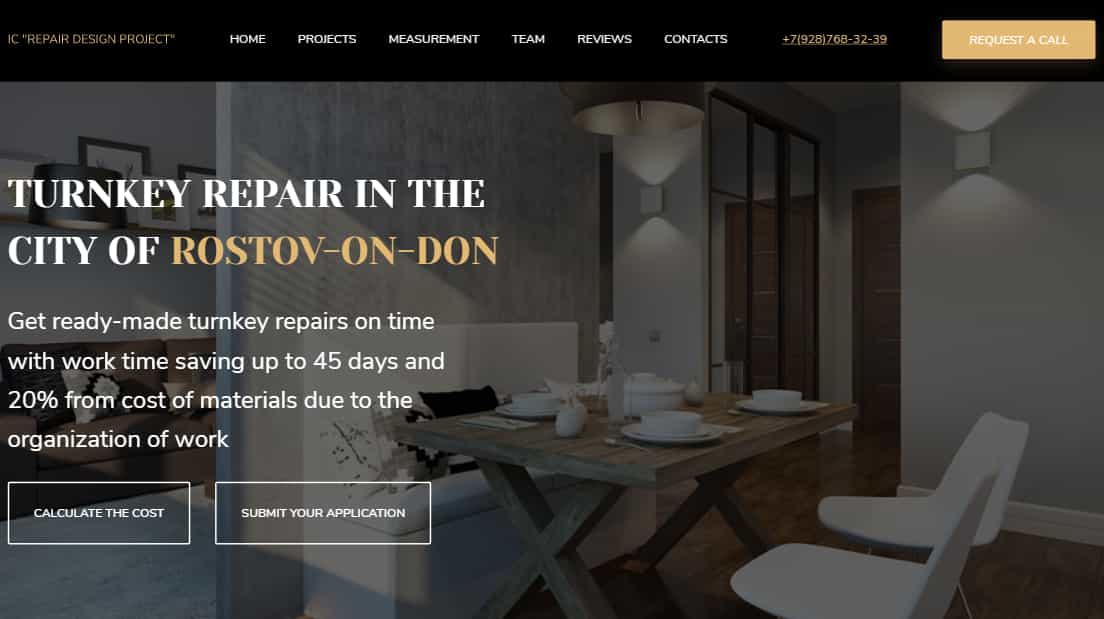 IC "REPAIR DESIGN PROJECT"
HOME
PROJECTS
MEASUREMENT
TEAM
REVIEWS
CONTACTS
+7(928)768-32-39
REQUEST A CALL
TURNKEY REPAIR IN THE
CITY OF ROSTOV-ON-DON
Get ready-made turnkey repairs on time
with work time saving up to 45 days and
20% from cost of materials due to the
organization of work
CALCULATE THE COST
SUBMIT YOUR APPLICATION